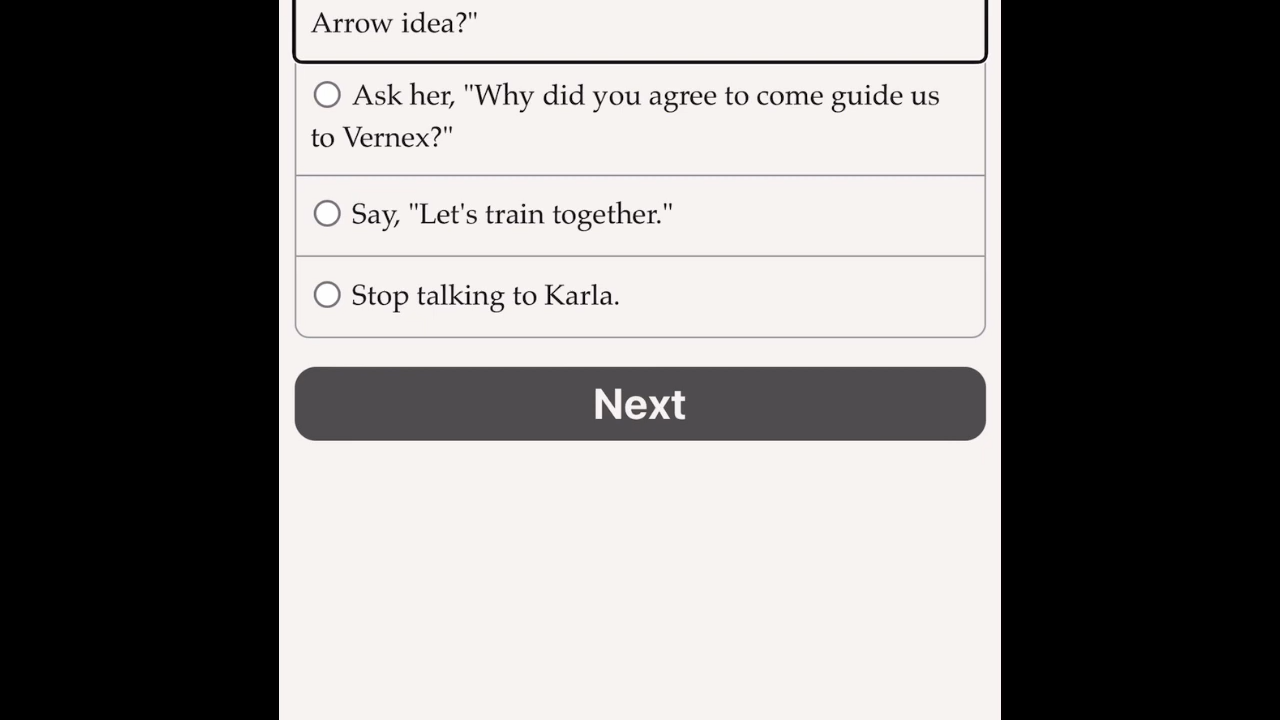 Arrow idea?"
Ask her, "Why did you agree to come guide us
to Vernex?"
Say, "Let's train together."
Stop talking to Karla.
Next